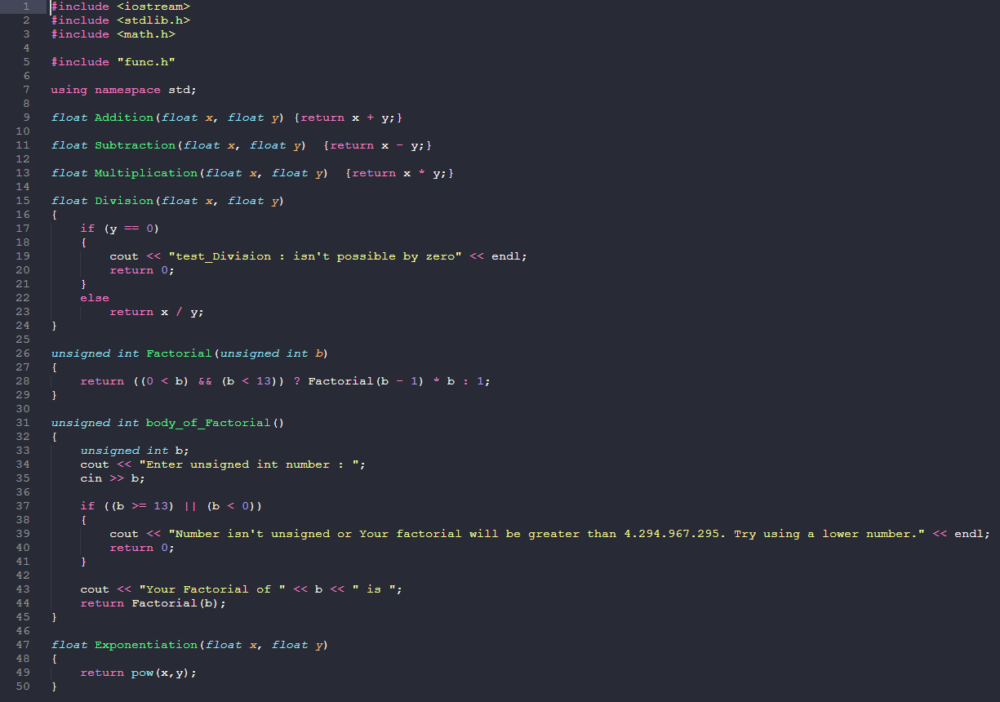 1 #include <iostream>
2 #include <stdlib.h>
3 #include <math.h>
4
5 #include "func.h"
6
7 using namespace std;
8
9 float Addition(float x, float y) {return x + y;}
10
11 float Subtraction(float x, float y)  {return x - y;}
12
13 float Multiplication(float x, float y)  {return x * y;}
14
15 float Division(float x, float y)
16 {
17     if (y == 0)
18     {
19         cout << "test_Division : isn't possible by zero" << endl;
20         return 0;
21     }
22     else
23         return x / y;
24 }
25
26 unsigned int Factorial(unsigned int b)
27 {
28     return ((0 < b) && (b < 13)) ? Factorial(b - 1) * b : 1;
29 }
30
31 unsigned int body_of_Factorial()
32 {
33     unsigned int b;
34     cout << "Enter unsigned int number : ";
35     cin >> b;
36
37     if ((b >= 13) || (b < 0))
38     {
39         cout << "Number isn't unsigned or Your factorial will be greater than 4.294.967.295. Try using a lower number." << endl;
40         return 0;
41     }
42
43     cout << "Your Factorial of " << b << " is ";
44     return Factorial(b);
45 }
46
47 float Exponentiation(float x, float y)
48 {
49     return pow(x,y);
50 }